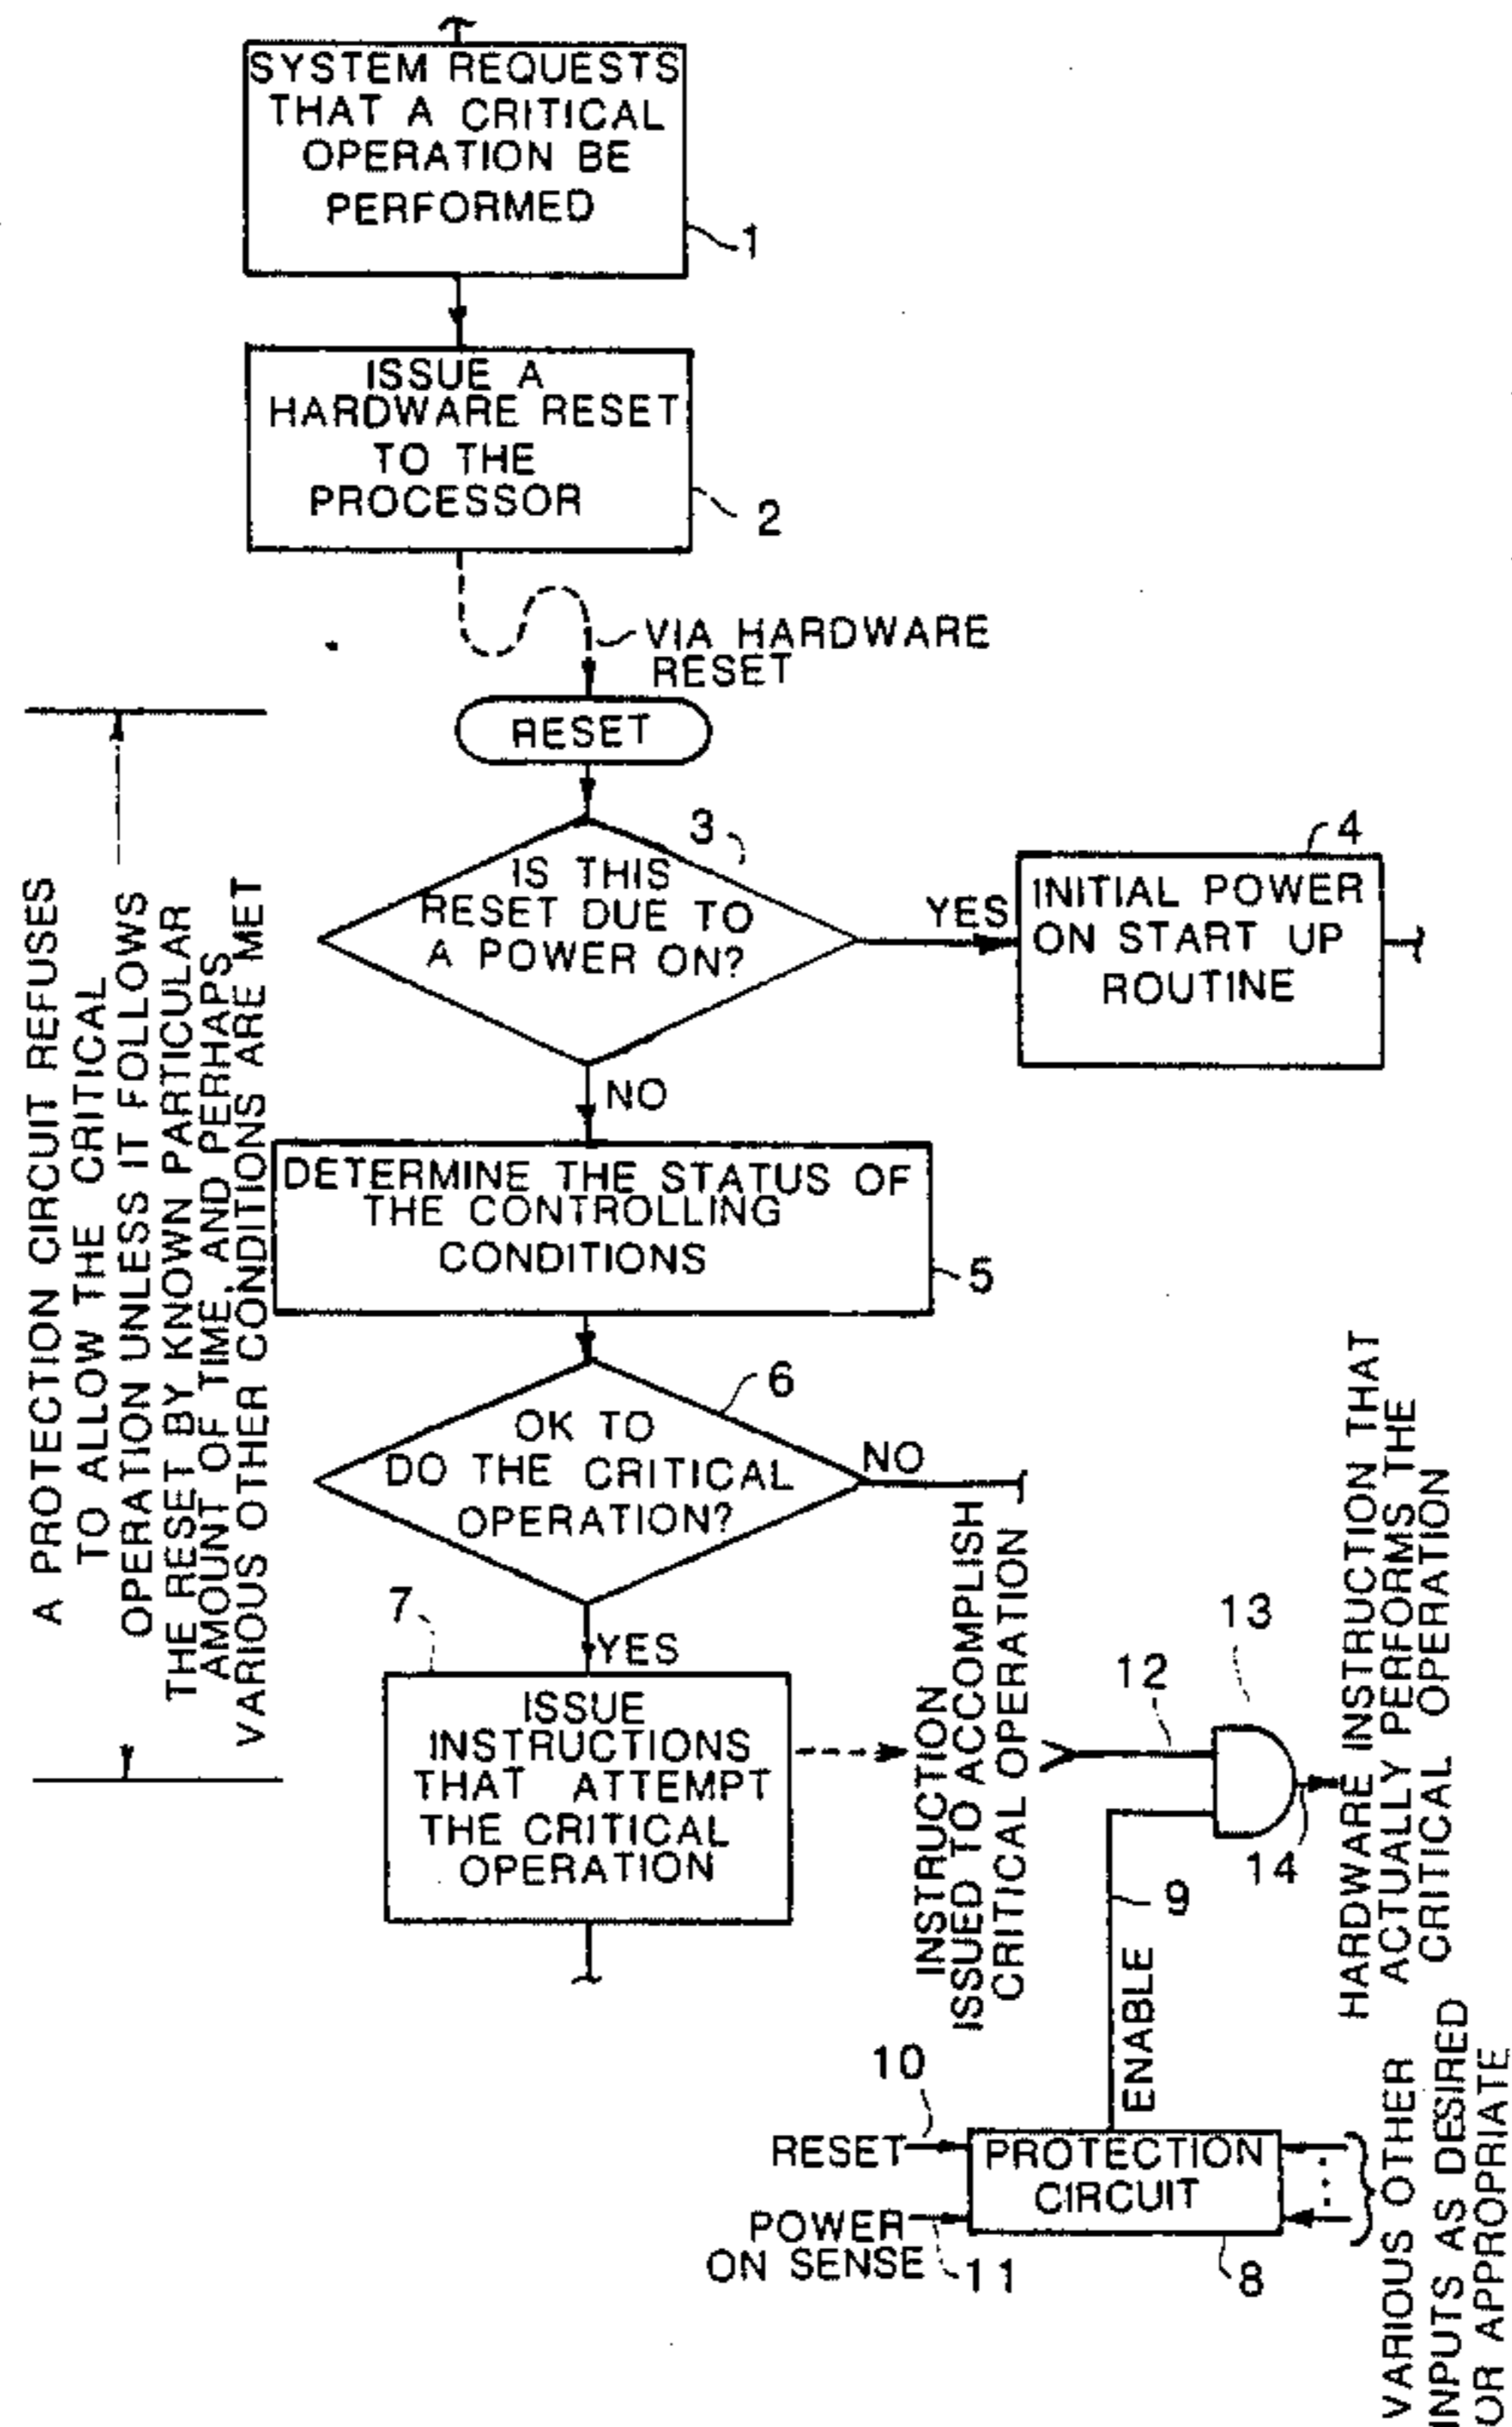 SYSTEM REQUESTS
THAT A CRITICAL
OPERATION BE
PERFORMED
1
ISSUE A
HARDWARE RESET
TO THE
PROCESSOR
2
VIA HARDWARE
RESET
RESET
3
IS THIS
RESET DUE TO
A POWER ON?
YES
4
INITIAL POWER
ON START UP
ROUTINE
NO
A PROTECTION CIRCUIT REFUSES
TO ALLOW THE CRITICAL
OPERATION UNLESS IT FOLLOWS
THE RESET BY KNOWN PARTICULAR
AMOUNT OF TIME, AND PERHAPS
VARIOUS OTHER CONDITIONS ARE MET
DETERMINE THE STATUS OF
THE CONTROLLING
CONDITIONS
5
6
OK TO
DO THE CRITICAL
OPERATION?
NO
YES
7
ISSUE
INSTRUCTIONS
THAT ATTEMPT
THE CRITICAL
OPERATION
INSTRUCTION
ISSUED TO ACCOMPLISH
CRITICAL OPERATION
12
13
14
HARDWARE INSTRUCTION THAT
ACTUALLY PERFORMS THE
CRITICAL OPERATION
9
ENABLE
10
RESET
PROTECTION
CIRCUIT
POWER
ON SENSE
11
8
VARIOUS OTHER
INPUTS AS DESIRED
OR APPROPRIATE